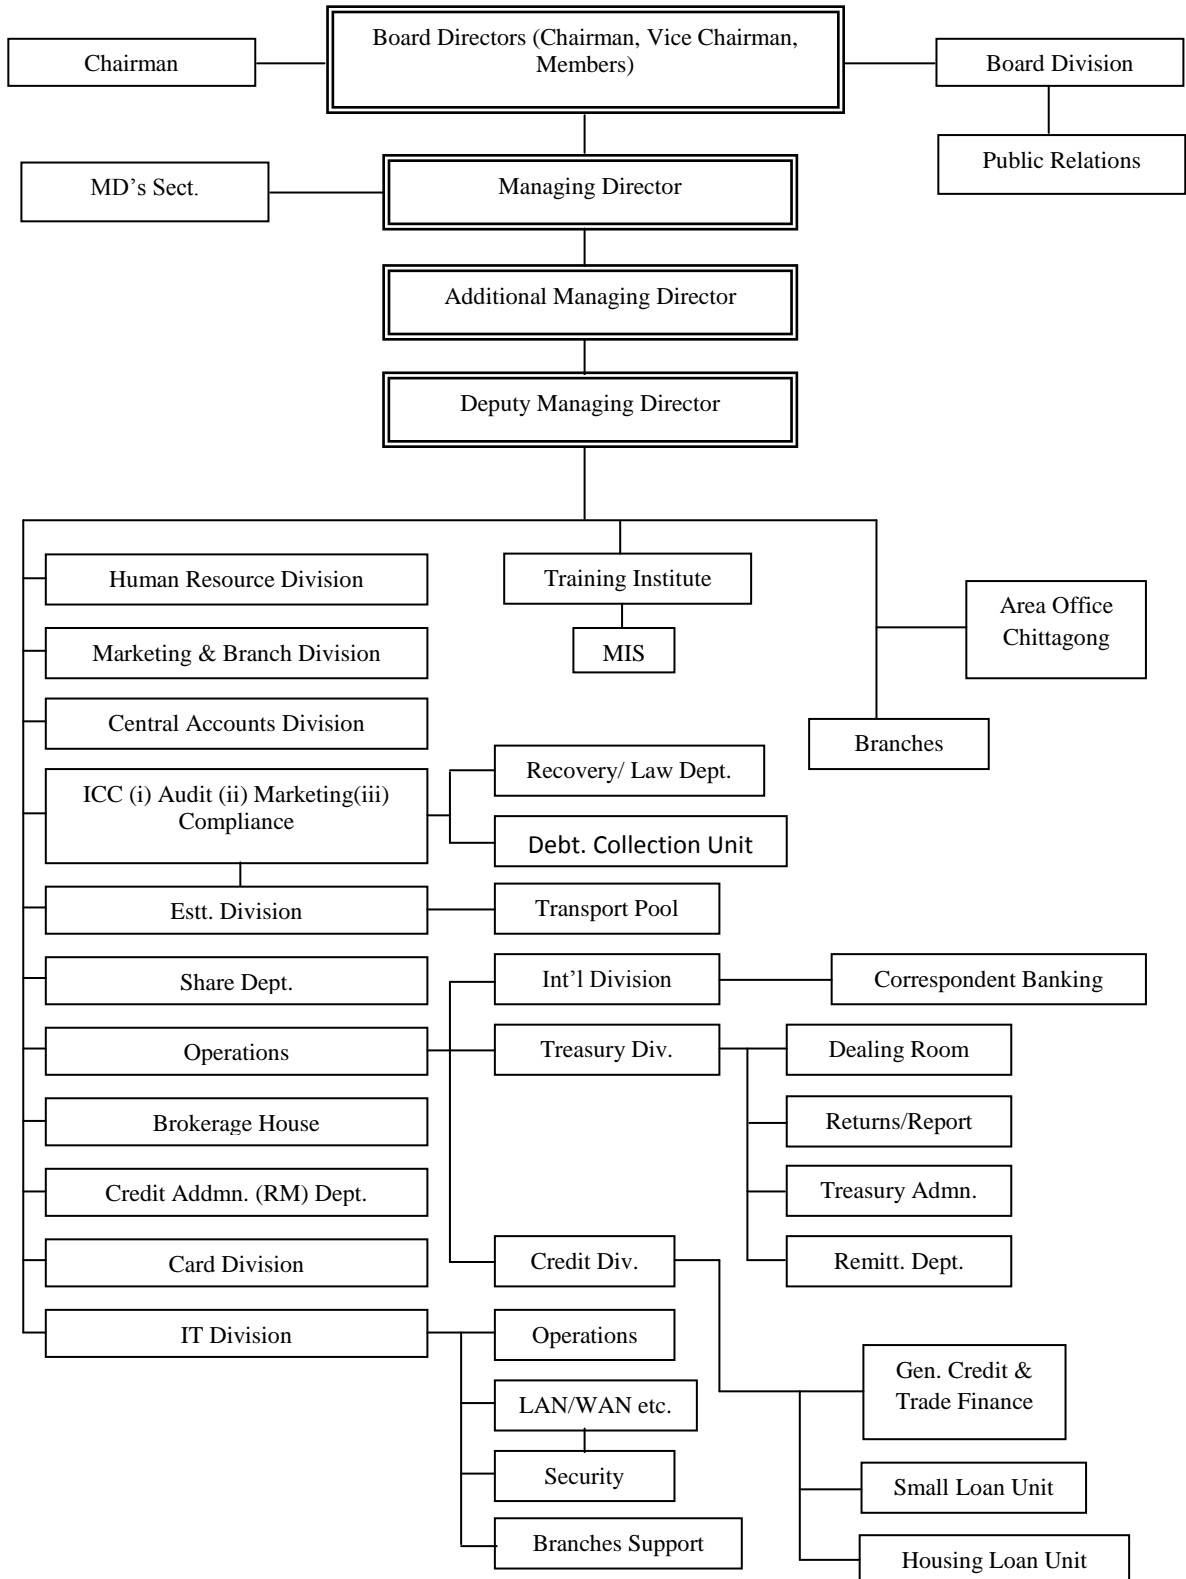 Board Directors (Chairman, Vice Chairman,
Members)
Chairman
Board Division
Public Relations
MD’s Sect.
Managing Director
Additional Managing Director
Deputy Managing Director
Human Resource Division
Training Institute
Area Office
Chittagong
Marketing & Branch Division
MIS
Central Accounts Division
Branches
Recovery/ Law Dept.
ICC (i) Audit (ii) Marketing(iii)
Compliance
Debt. Collection Unit
Estt. Division
Transport Pool
Share Dept.
Int’l Division
Correspondent Banking
Operations
Treasury Div.
Dealing Room
Brokerage House
Returns/Report
Credit Addmn. (RM) Dept.
Treasury Admn.
Card Division
Credit Div.
Remitt. Dept.
IT Division
Operations
Gen. Credit &
Trade Finance
LAN/WAN etc.
Security
Small Loan Unit
Branches Support
Housing Loan Unit